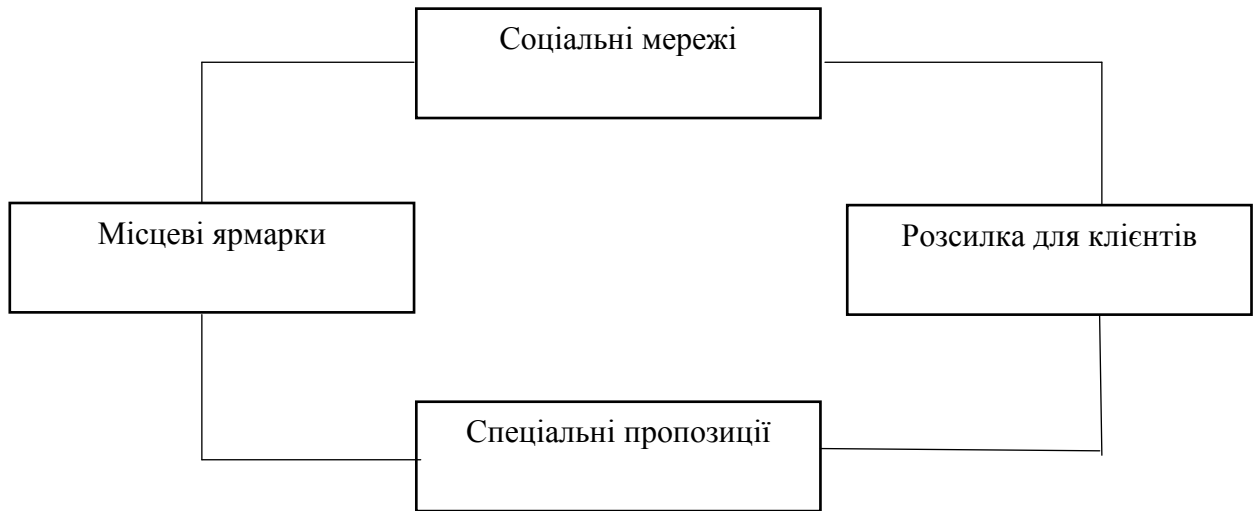 Соціальні мережі
Місцеві ярмарки
Розсилка для клієнтів
Спеціальні пропозиції